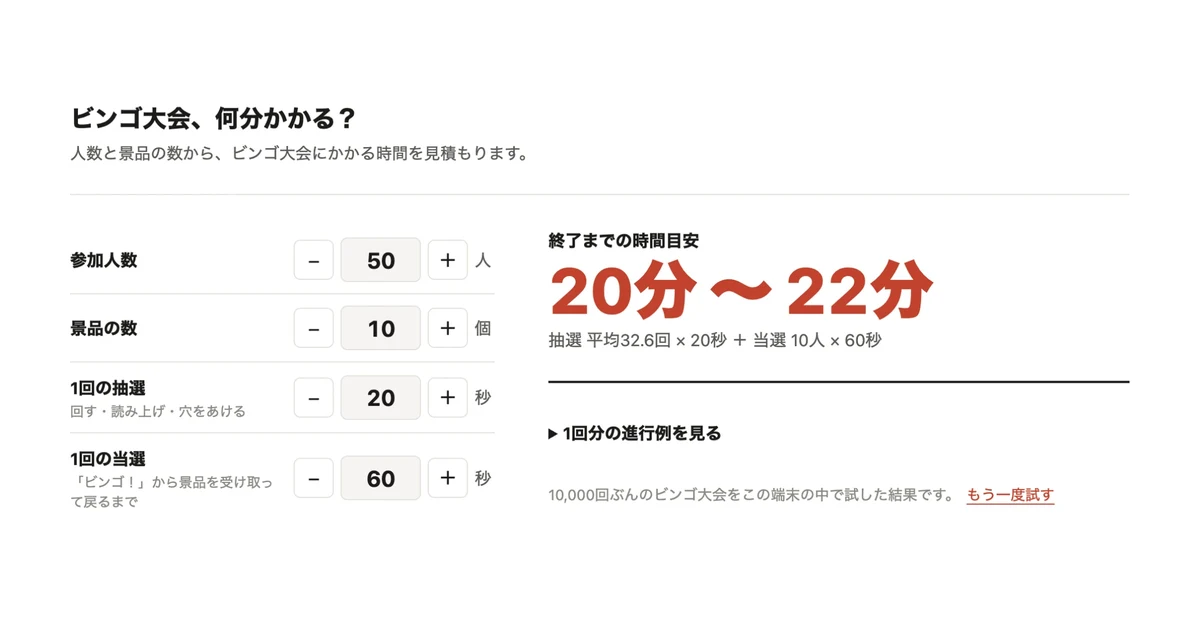 ビンゴ大会、何分かかる？
人数と景品の数から、ビンゴ大会にかかる時間を見積もります。
参加人数
− 50 + 人
景品の数
− 10 + 個
1回の抽選
回す・読み上げ・穴をあける
− 20 + 秒
1回の当選
「ビンゴ！」から景品を受け取っ
て戻るまで
− 60 + 秒
終了までの時間目安
20分 〜 22分
抽選 平均32.6回 × 20秒 ＋ 当選 10人 × 60秒
▶ 1回分の進行例を見る
10,000回ぶんのビンゴ大会をこの端末の中で試した結果です。 もう一度試す